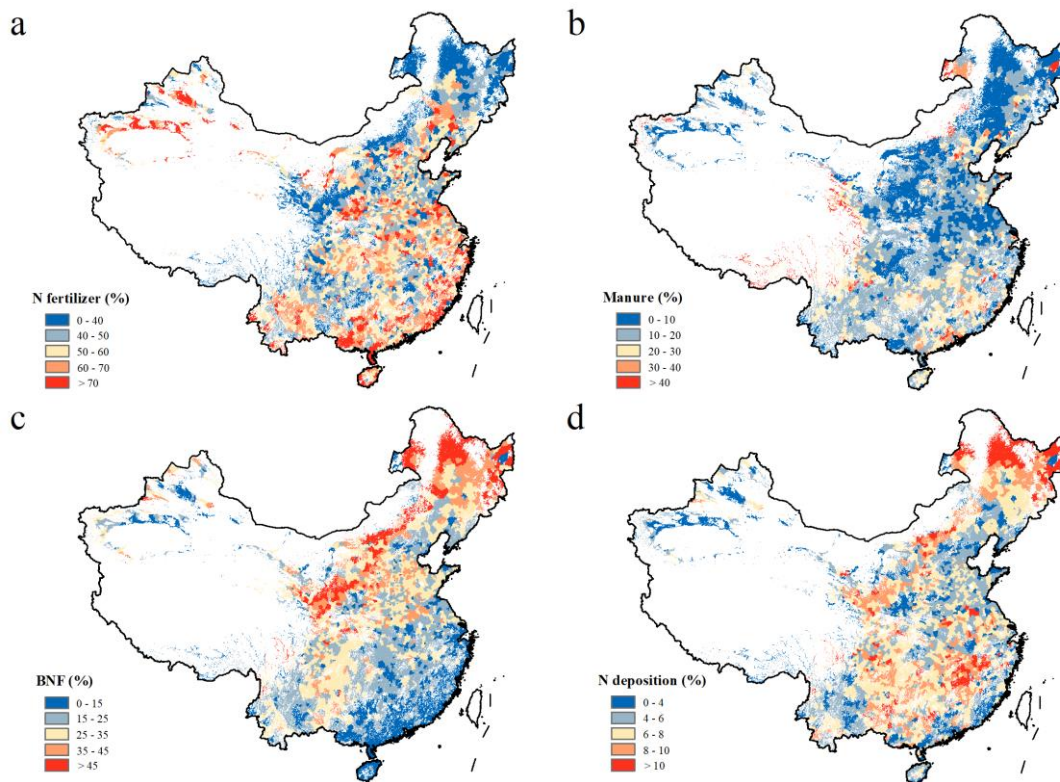 a
b
N fertilizer (%)
0 - 40
40 - 50
50 - 60
60 - 70
> 70
Manure (%)
0 - 10
10 - 20
20 - 30
30 - 40
> 40
c
d
BNF (%)
0 - 15
15 - 25
25 - 35
35 - 45
> 45
N deposition (%)
0 - 4
4 - 6
6 - 8
8 - 10
> 10